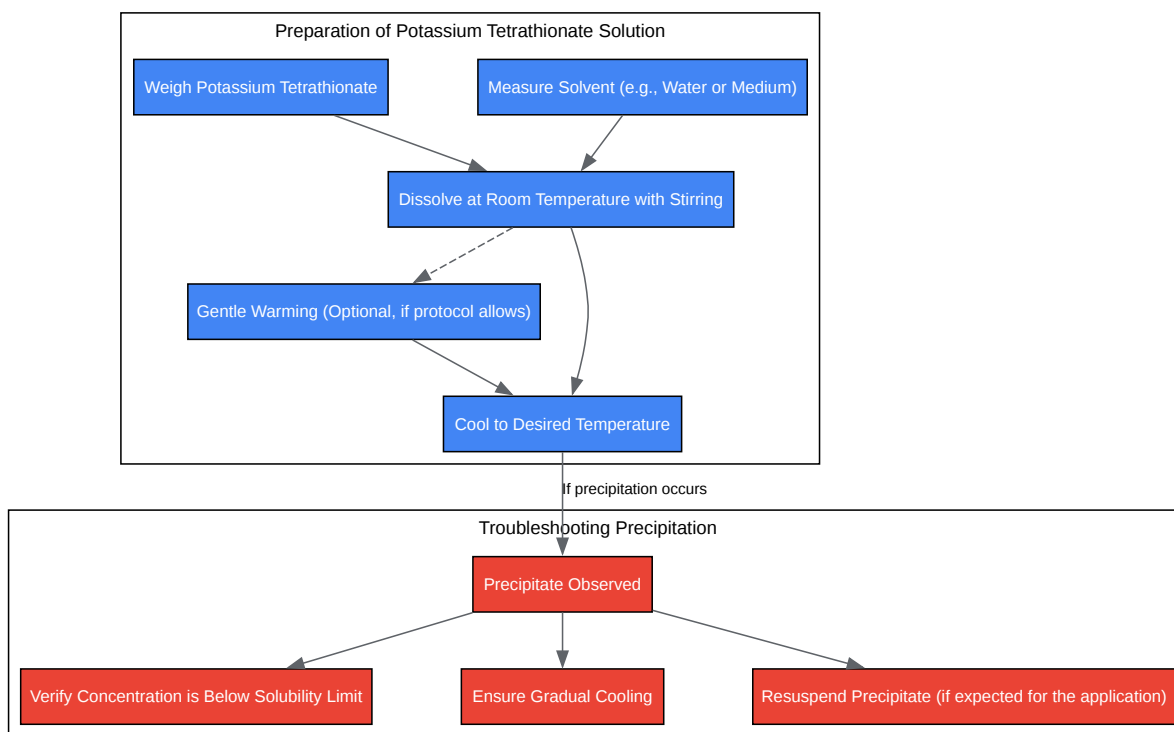 Preparation of Potassium Tetrathionate Solution
Weigh Potassium Tetrathionate
Measure Solvent (e.g., Water or Medium)
Dissolve at Room Temperature with Stirring
Gentle Warming (Optional, if protocol allows)
Cool to Desired Temperature
If precipitation occurs
Troubleshooting Precipitation
Precipitate Observed
Verify Concentration is Below Solubility Limit
Ensure Gradual Cooling
Resuspend Precipitate (if expected for the application)